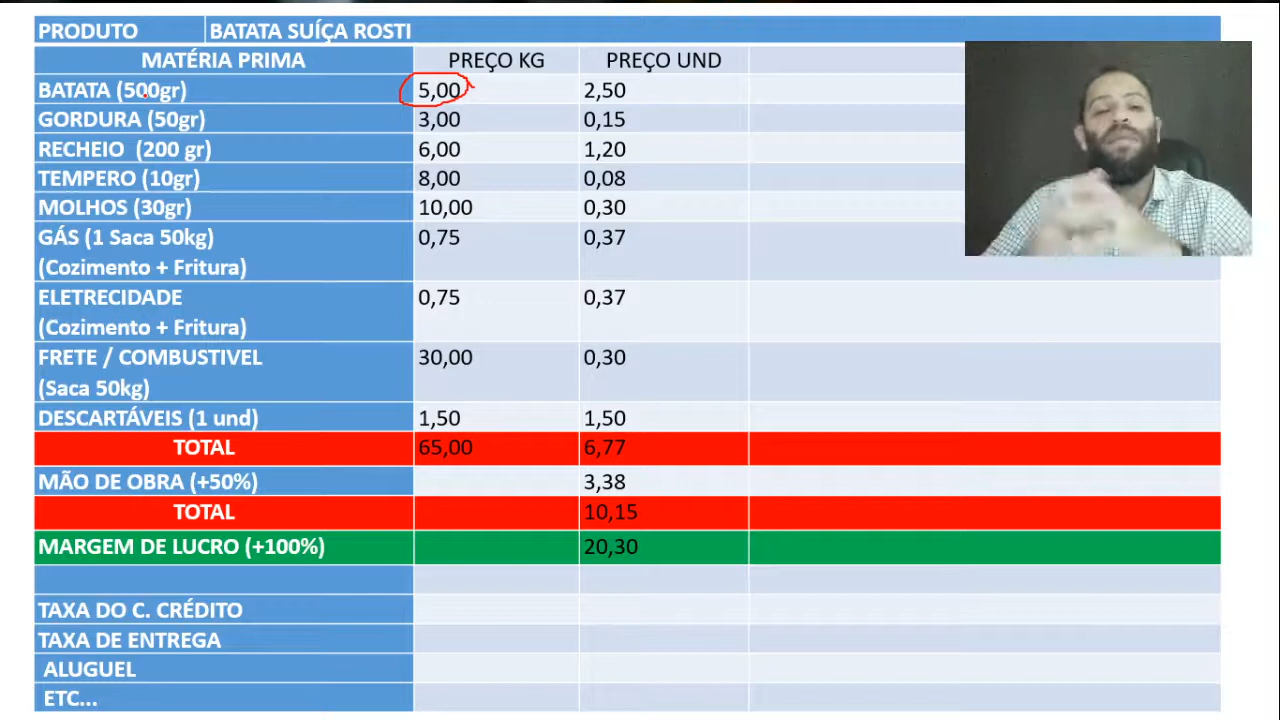 PRODUTO BATATA SUÍÇA ROSTI
MATÉRIA PRIMA PREÇO KG PREÇO UND
BATATA (500gr) 5,00 2,50
GORDURA (50gr) 3,00 0,15
RECHEIO (200 gr) 6,00 1,20
TEMPERO (10gr) 8,00 0,08
MOLHOS (30gr) 10,00 0,30
GÁS (1 Saca 50kg) 0,75 0,37
(Cozimento + Fritura)
ELETRECIDADE 0,75 0,37
(Cozimento + Fritura)
FRETE / COMBUSTIVEL 30,00 0,30
(Saca 50kg)
DESCARTÁVEIS (1 und) 1,50 1,50
TOTAL 65,00 6,77
MÃO DE OBRA (+50%) 3,38
TOTAL 10,15
MARGEM DE LUCRO (+100%) 20,30
TAXA DO C. CRÉDITO
TAXA DE ENTREGA
ALUGUEL
ETC...